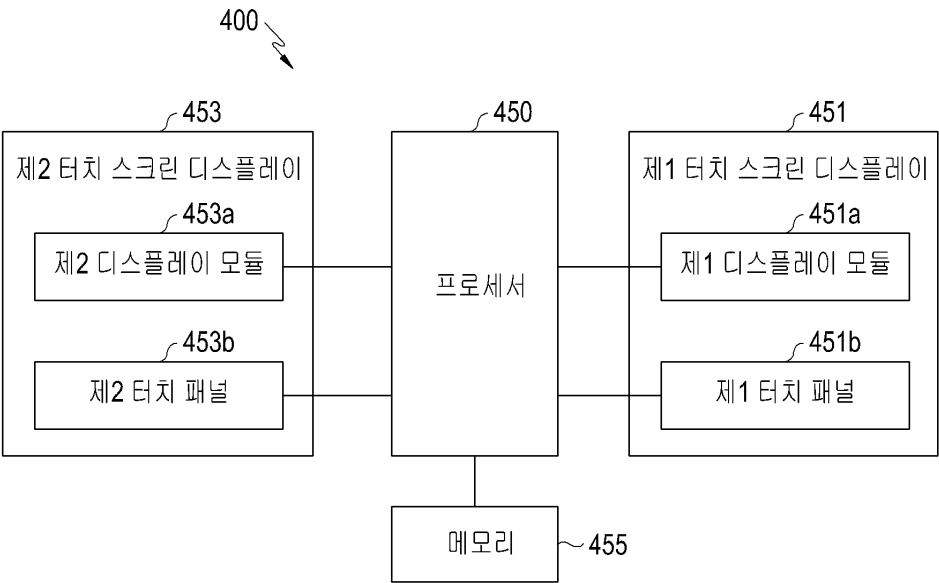 400
453
450
451
제2 터치 스크린 디스플레이
제1 터치 스크린 디스플레이
453a
451a
제2 디스플레이 모듈
프로세서
제1 디스플레이 모듈
453b
451b
제2 터치 패널
제1 터치 패널
메모리
455